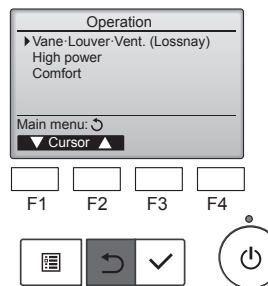 Operation
Vane·Louver·Vent. (Lossnay)
High power
Comfort
Main menu:
Cursor
F1 F2 F3 F4